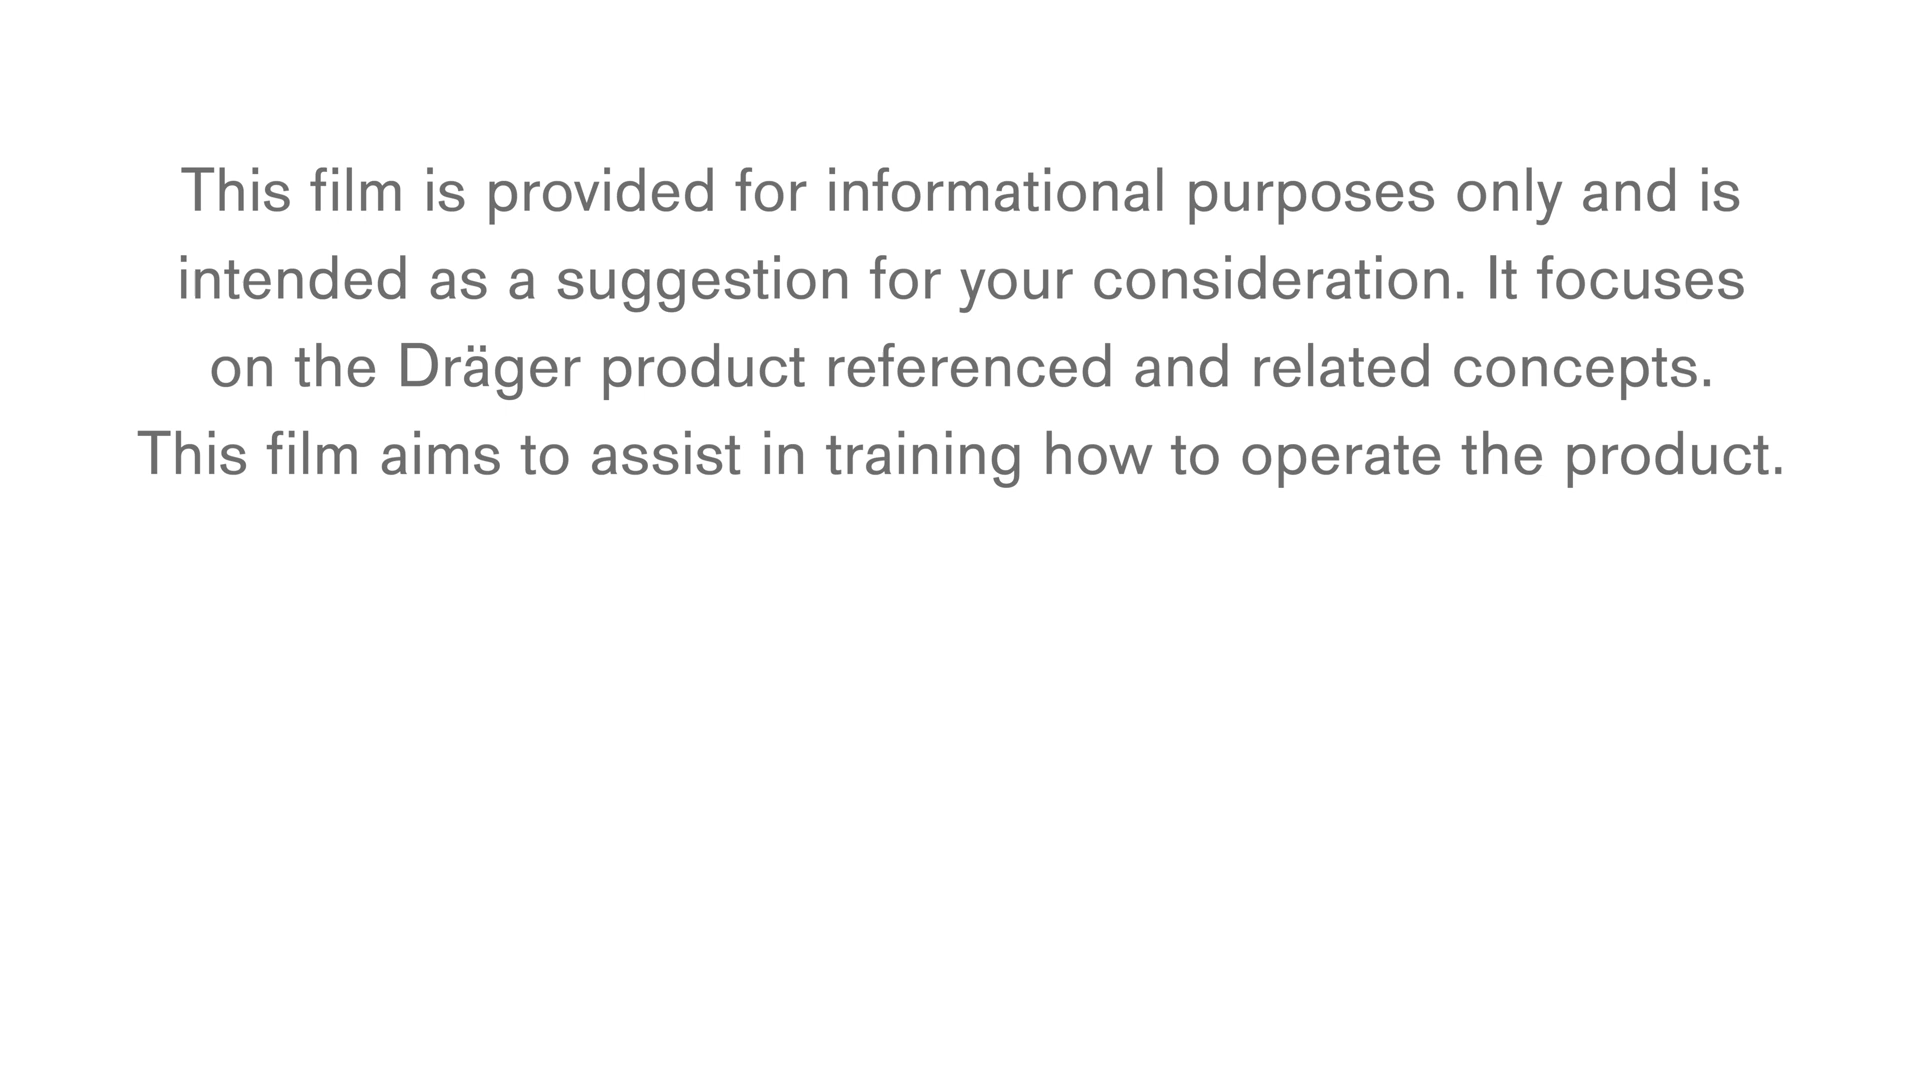 This film is provided for informational purposes only and is
intended as a suggestion for your consideration. It focuses
on the Dräger product referenced and related concepts.
This film aims to assist in training how to operate the product.